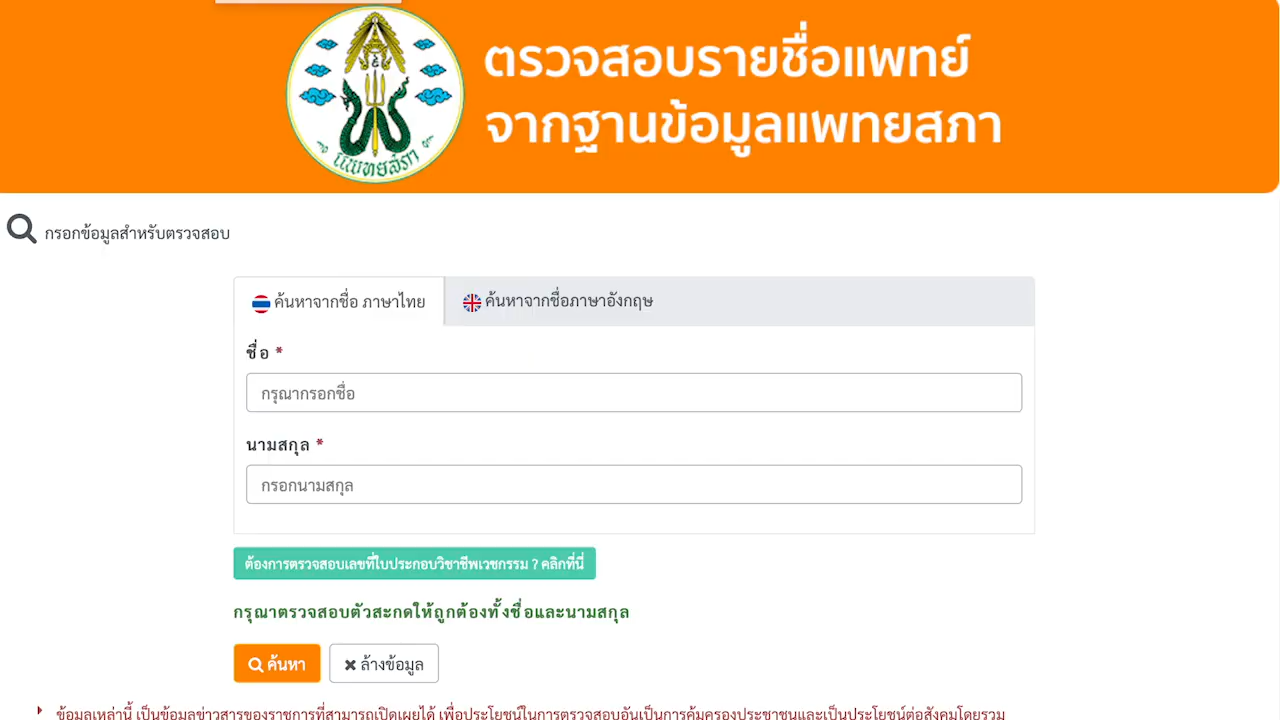 ตรวจสอบรายชื่อแพทย์
จากฐานข้อมูลแพทยสภา
แพทยสภา
กรอกข้อมูลสำหรับตรวจสอบ
ค้นหาจากชื่อ ภาษาไทย
ค้นหาจากชื่อภาษาอังกฤษ
ชื่อ *
กรุณากรอกชื่อ
นามสกุล *
กรอกนามสกุล
ต้องการตรวจสอบเลขที่ใบประกอบวิชาชีพเวชกรรม ? คลิกที่นี่
กรุณาตรวจสอบตัวสะกดให้ถูกต้องทั้งชื่อและนามสกุล
ค้นหา
ล้างข้อมูล
ข้อมูลเหล่านี้ เป็นข้อมูลข่าวสารของราชการที่สามารถเปิดเผยได้ เพื่อประโยชน์ในการตรวจสอบอันเป็นการคุ้มครองประชาชนและเป็นประโยชน์ต่อสังคมโดยรวม